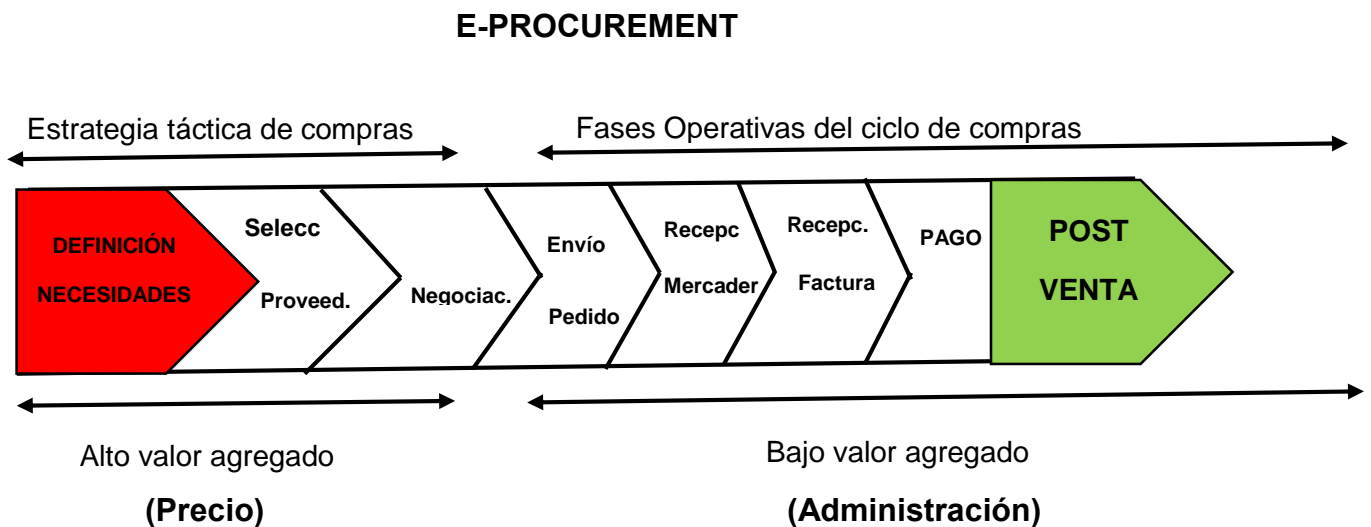 E-PROCUREMENT
Estrategia táctica de compras
Fases Operativas del ciclo de compras
DEFINICIÓN
NECESIDADES
Selecc
Proveed.
Negociac.
Envío
Pedido
Recepc
Mercader
Recepc.
Factura
PAGO
POST
VENTA
Alto valor agregado
(Precio)
Bajo valor agregado
(Administración)